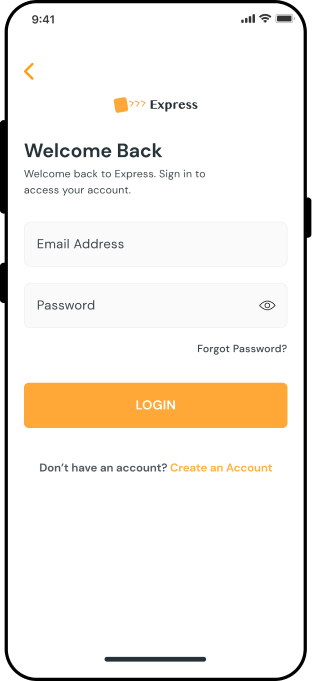 9:41
>>> Express
Welcome Back
Welcome back to Express. Sign in to
access your account.
Email Address
Password
Forgot Password?
LOGIN
Don’t have an account? Create an Account